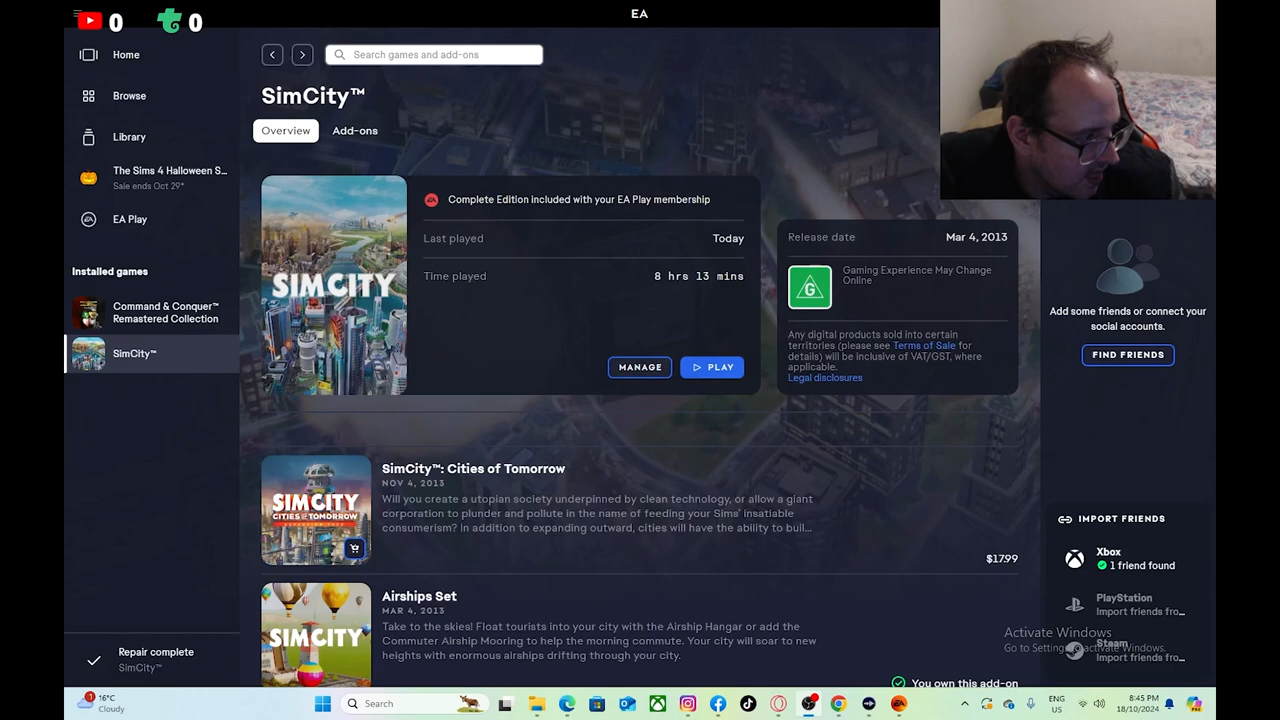 0
0
EA
Home
Search games and add-ons
Browse
SimCity™
Library
Overview
Add-ons
The Sims 4 Halloween S...
Sale ends Oct 29*
EA Play
Complete Edition included with your EA Play membership
Last played
Today
Time played
8 hrs 13 mins
SIMCITY
MANAGE
PLAY
Release date
Mar 4, 2013
G
Gaming Experience May Change
Online
Any digital products sold into certain
territories (please see Terms of Sale for
details) will be inclusive of VAT/GST, where
applicable.
Legal disclosures
Installed games
Command & Conquer™
Remastered Collection
SimCity™
Add some friends or connect your
social accounts.
FIND FRIENDS
SIMCITY
CITIES OF TOMORROW
EXPANSION PACK
SimCity™: Cities of Tomorrow
NOV 4, 2013
Will you create a utopian society underpinned by clean technology, or allow a giant
corporation to plunder and pollute in the name of feeding your Sims' insatiable
consumerism? In addition to expanding outward, cities will have the ability to buil...
$17.99
SIMCITY
Airships Set
MAR 4, 2013
Take to the skies! Float tourists into your city with the Airship Hangar or add the
Commuter Airship Mooring to help the morning commute. Your city will soar to new
heights with enormous airships drifting through your city.
You own this add-on
IMPORT FRIENDS
Xbox
1 friend found
PlayStation
Import friends fro...
Steam
Import friends fro...
Activate Windows
Go to Settings to activate Windows.
Repair complete
SimCity™
1
16°C
Cloudy
Search
ENG
US
8:45 PM
18/10/2024